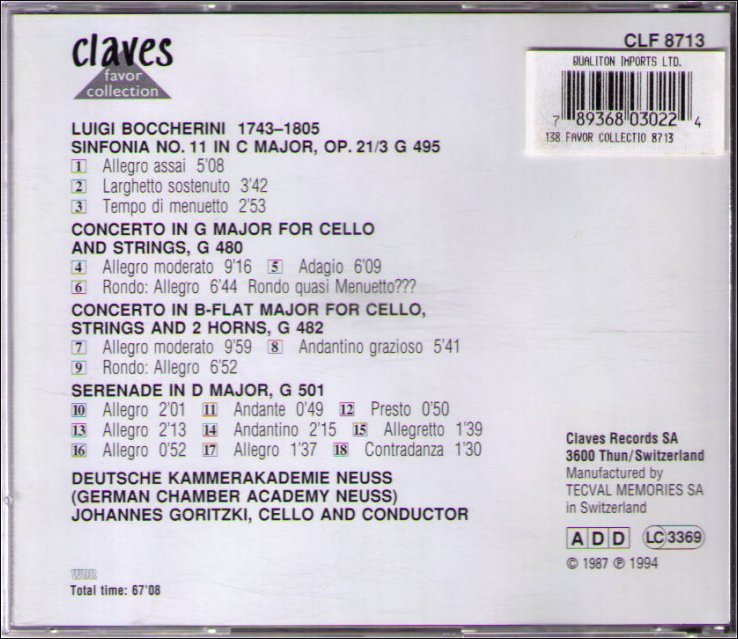 claves
favor
collection
CLF 8713
QUALITON IMPORTS LTD.
7 89368 03022 4
138 FAVOR COLLECTIO 8713
LUIGI BOCCHERINI 1743–1805
SINFONIA NO. 11 IN C MAJOR, OP. 21/3 G 495
1 Allegro assai 5'08
2 Larghetto sostenuto 3'42
3 Tempo di menuetto 2'53
CONCERTO IN G MAJOR FOR CELLO
AND STRINGS, G 480
4 Allegro moderato 9'16 5 Adagio 6'09
6 Rondo: Allegro 6'44 Rondo quasi Menuetto???
CONCERTO IN B-FLAT MAJOR FOR CELLO,
STRINGS AND 2 HORNS, G 482
7 Allegro moderato 9'59 8 Andantino grazioso 5'41
9 Rondo: Allegro 6'52
SERENADE IN D MAJOR, G 501
10 Allegro 2'01 11 Andante 0'49 12 Presto 0'50
13 Allegro 2'13 14 Andantino 2'15 15 Allegretto 1'39
16 Allegro 0'52 17 Allegro 1'37 18 Contradanza 1'30
DEUTSCHE KAMMERAKADEMIE NEUSS
(GERMAN CHAMBER ACADEMY NEUSS)
JOHANNES GORITZKI, CELLO AND CONDUCTOR
WDR
Total time: 67'08
Claves Records SA
3600 Thun/Switzerland
Manufactured by
TECVAL MEMORIES SA
in Switzerland
A D D LC 3369
© 1987 ℗ 1994